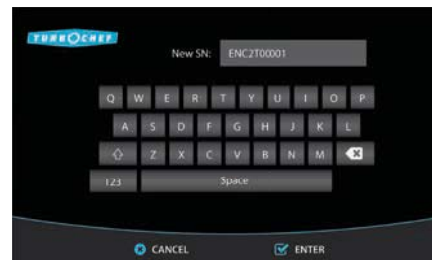 TURBOCHEF
New SN: ENC2T00001
Q W E R T Y U I O P
A S D F G H J K L
Z X C V B N M
123 Space
CANCEL ENTER